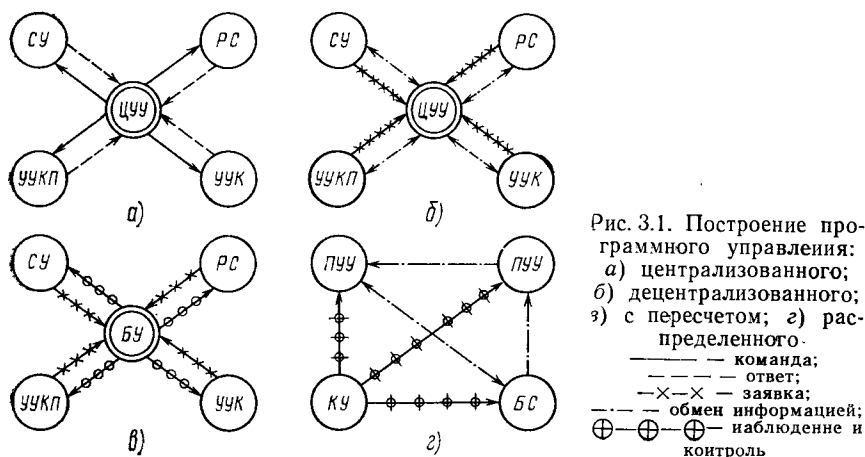 СУ
РС
ЦУУ
УУКП
УУК
а)
СУ
РС
ЦУУ
УУКП
УУК
б)
СУ
РС
БУ
УУКП
УУК
в)
ПУУ
ПУУ
КУ
БС
г)
Рис. 3.1. Построение про-
граммного управления:
а) централизованного;
б) децентрализованного;
в) с пересчетом; г) рас-
пределенного
— команда;
— ответ;
—×—×— заявка;
— обмен информацией;
— наблюдение и
контроль